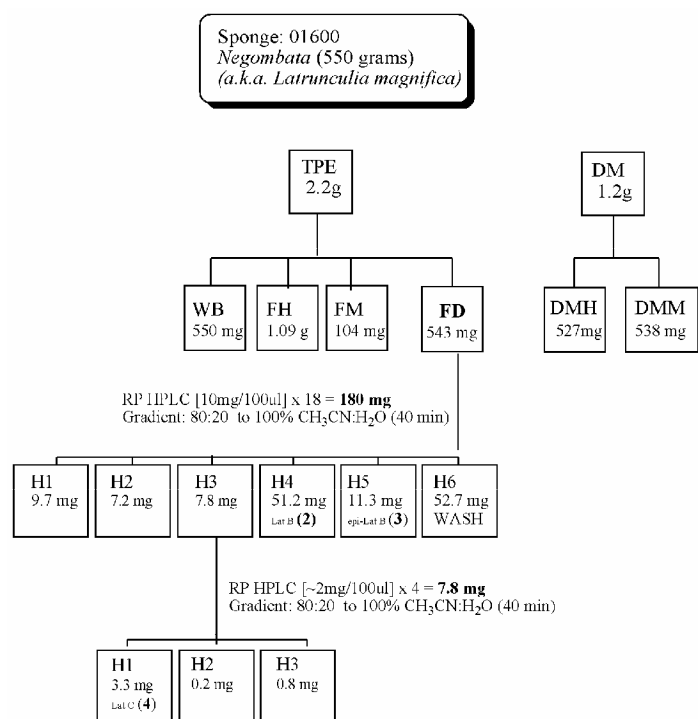 Sponge: 01600
Negombata (550 grams)
(a.k.a. Latrunculia magnifica)
TPE
2.2g
DM
1.2g
WB
550 mg
FH
1.09 g
FM
104 mg
FD
543 mg
DMH
527mg
DMM
538 mg
RP HPLC [10mg/100ul] x 18 = 180 mg
Gradient: 80:20 to 100% CH₃CN:H₂O (40 min)
H1
9.7 mg
H2
7.2 mg
H3
7.8 mg
H4
51.2 mg
Lat B (2)
H5
11.3 mg
epi-Lat B (3)
H6
52.7 mg
WASH
RP HPLC [~2mg/100ul] x 4 = 7.8 mg
Gradient: 80:20 to 100% CH₃CN:H₂O (40 min)
H1
3.3 mg
Lat C (4)
H2
0.2 mg
H3
0.8 mg